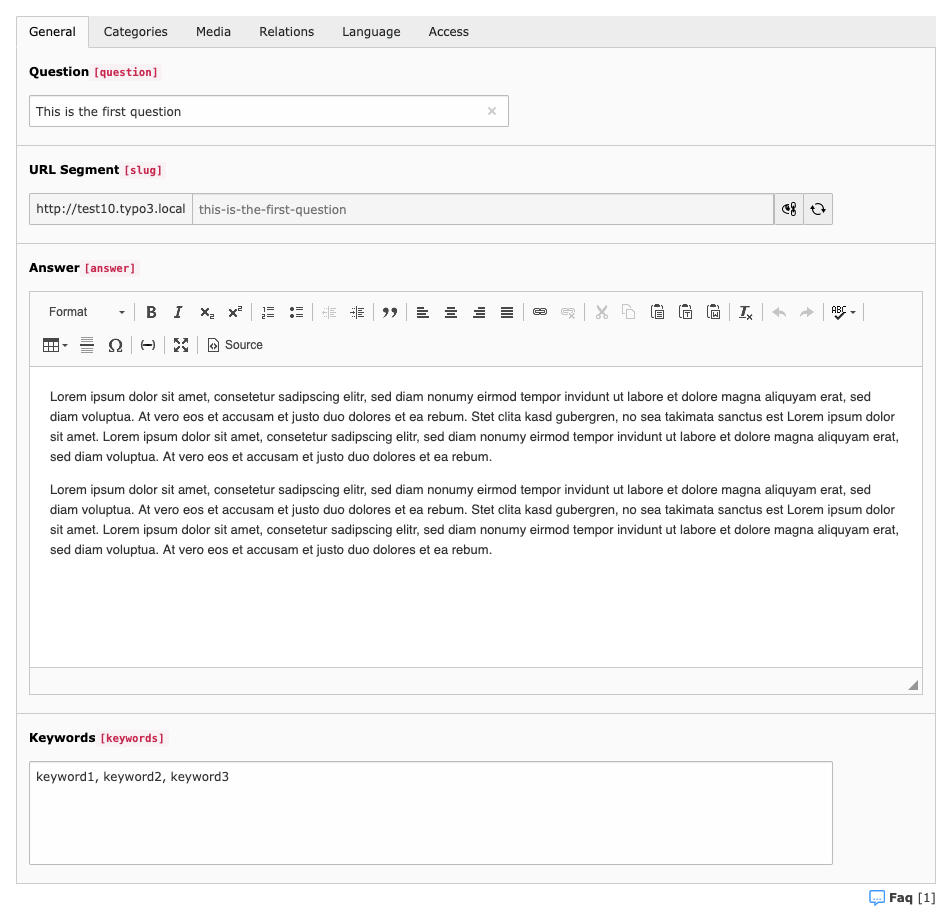 General Categories Media Relations Language Access
Question [question]
This is the first question
URL Segment [slug]
http://test10.typo3.local this-is-the-first-question
Answer [answer]
Format B I x₂ x² ABC
Ω Source
Lorem ipsum dolor sit amet, consetetur sadipscing elitr, sed diam nonumy eirmod tempor invidunt ut labore et dolore magna aliquyam erat, sed
diam voluptua. At vero eos et accusam et justo duo dolores et ea rebum. Stet clita kasd gubergren, no sea takimata sanctus est Lorem ipsum dolor
sit amet. Lorem ipsum dolor sit amet, consetetur sadipscing elitr, sed diam nonumy eirmod tempor invidunt ut labore et dolore magna aliquyam erat,
sed diam voluptua. At vero eos et accusam et justo duo dolores et ea rebum.
Lorem ipsum dolor sit amet, consetetur sadipscing elitr, sed diam nonumy eirmod tempor invidunt ut labore et dolore magna aliquyam erat, sed
diam voluptua. At vero eos et accusam et justo duo dolores et ea rebum. Stet clita kasd gubergren, no sea takimata sanctus est Lorem ipsum dolor
sit amet. Lorem ipsum dolor sit amet, consetetur sadipscing elitr, sed diam nonumy eirmod tempor invidunt ut labore et dolore magna aliquyam erat,
sed diam voluptua. At vero eos et accusam et justo duo dolores et ea rebum.
Keywords [keywords]
keyword1, keyword2, keyword3
Faq [1]